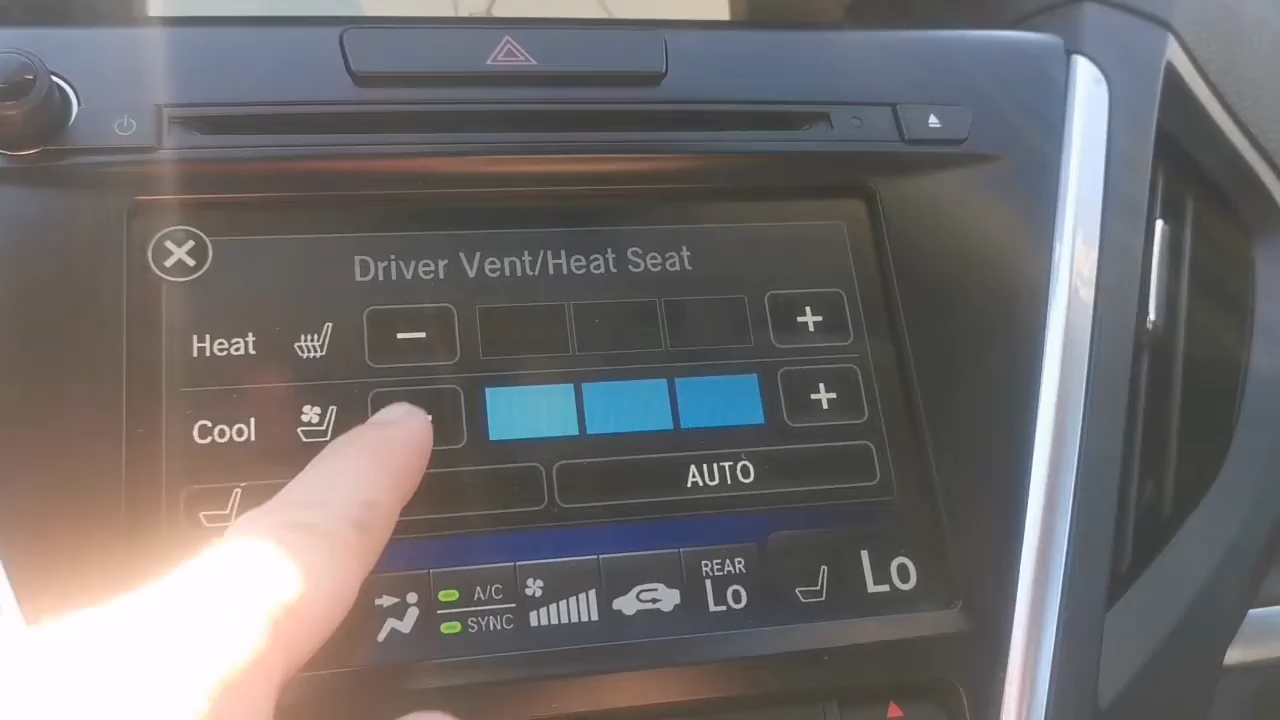 Driver Vent/Heat Seat
Heat − +
Cool +
AUTO
A/C
SYNC
REAR
Lo
Lo